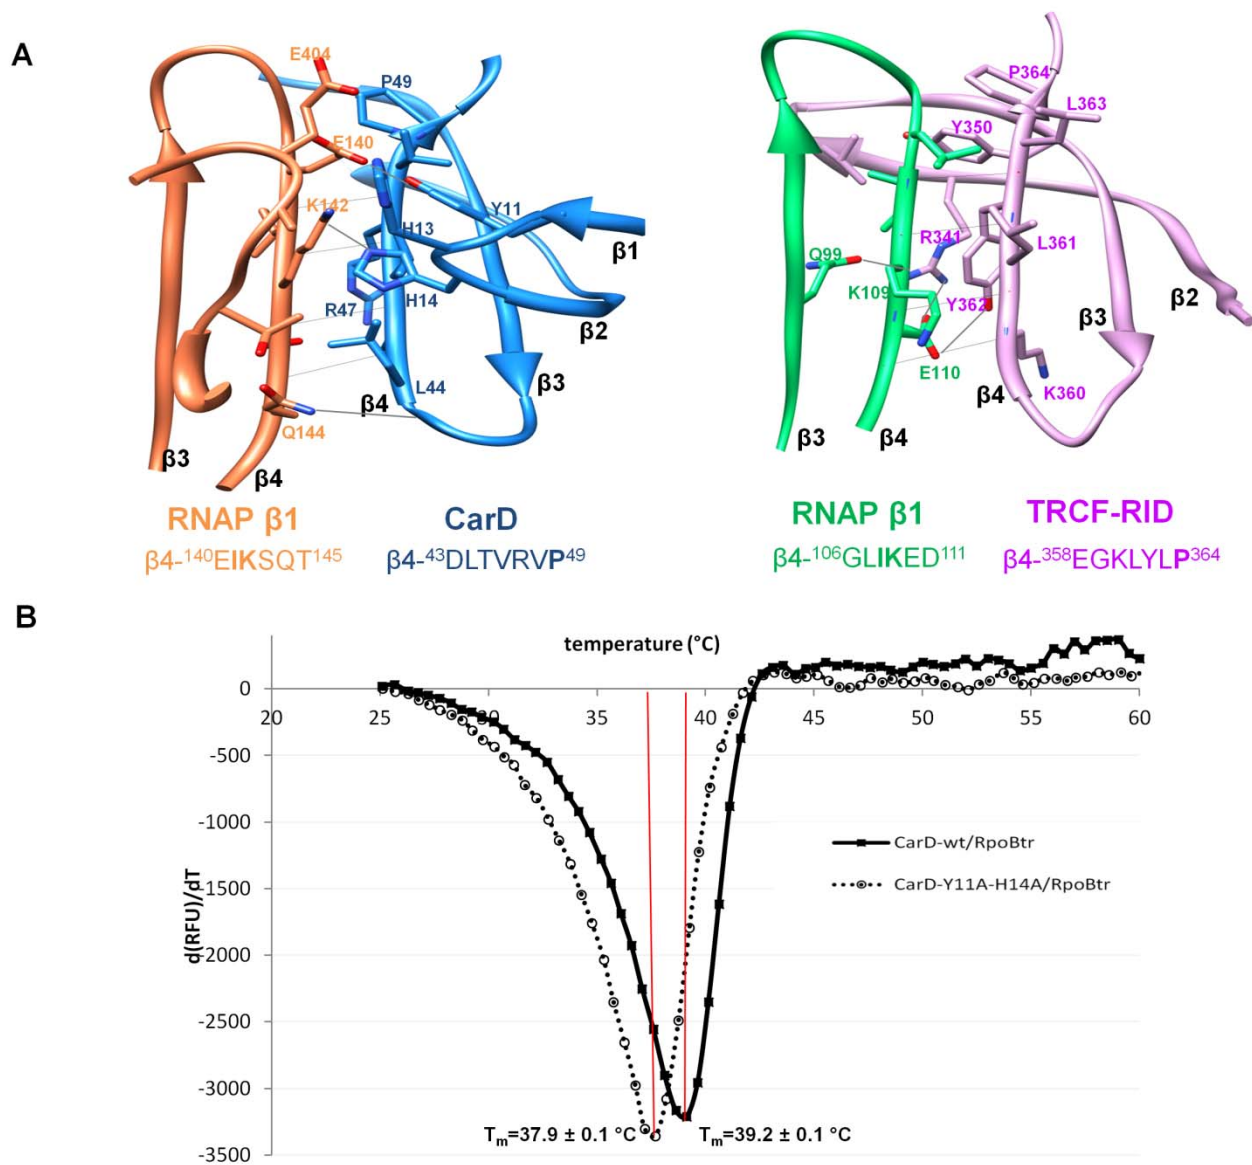 A
E404
P49
E140
K142
Y11
H13
β1
R47
H14
β2
L44
β3
β4
Q144
β3
β4
RNAP β1
β4-¹⁴⁰EIKSQT¹⁴⁵
CarD
β4-⁴³DLTVRVP⁴⁹
P364
L363
Y350
Q99
R341
L361
K109
Y362
β2
β3
E110
K360
β4
β3
β4
RNAP β1
β4-¹⁰⁶GLIKED¹¹¹
TRCF-RID
β4-³⁵⁸EGKLYLP³⁶⁴
B
temperature (°C)
0
20 25 30 35 40 45 50 55 60
-500
-1000
-1500
-2000
-2500
-3000
-3500
d(RFU)/dT
CarD-wt/RpoBtr
CarD-Y11A-H14A/RpoBtr
Tₘ=37.9 ± 0.1 °C Tₘ=39.2 ± 0.1 °C